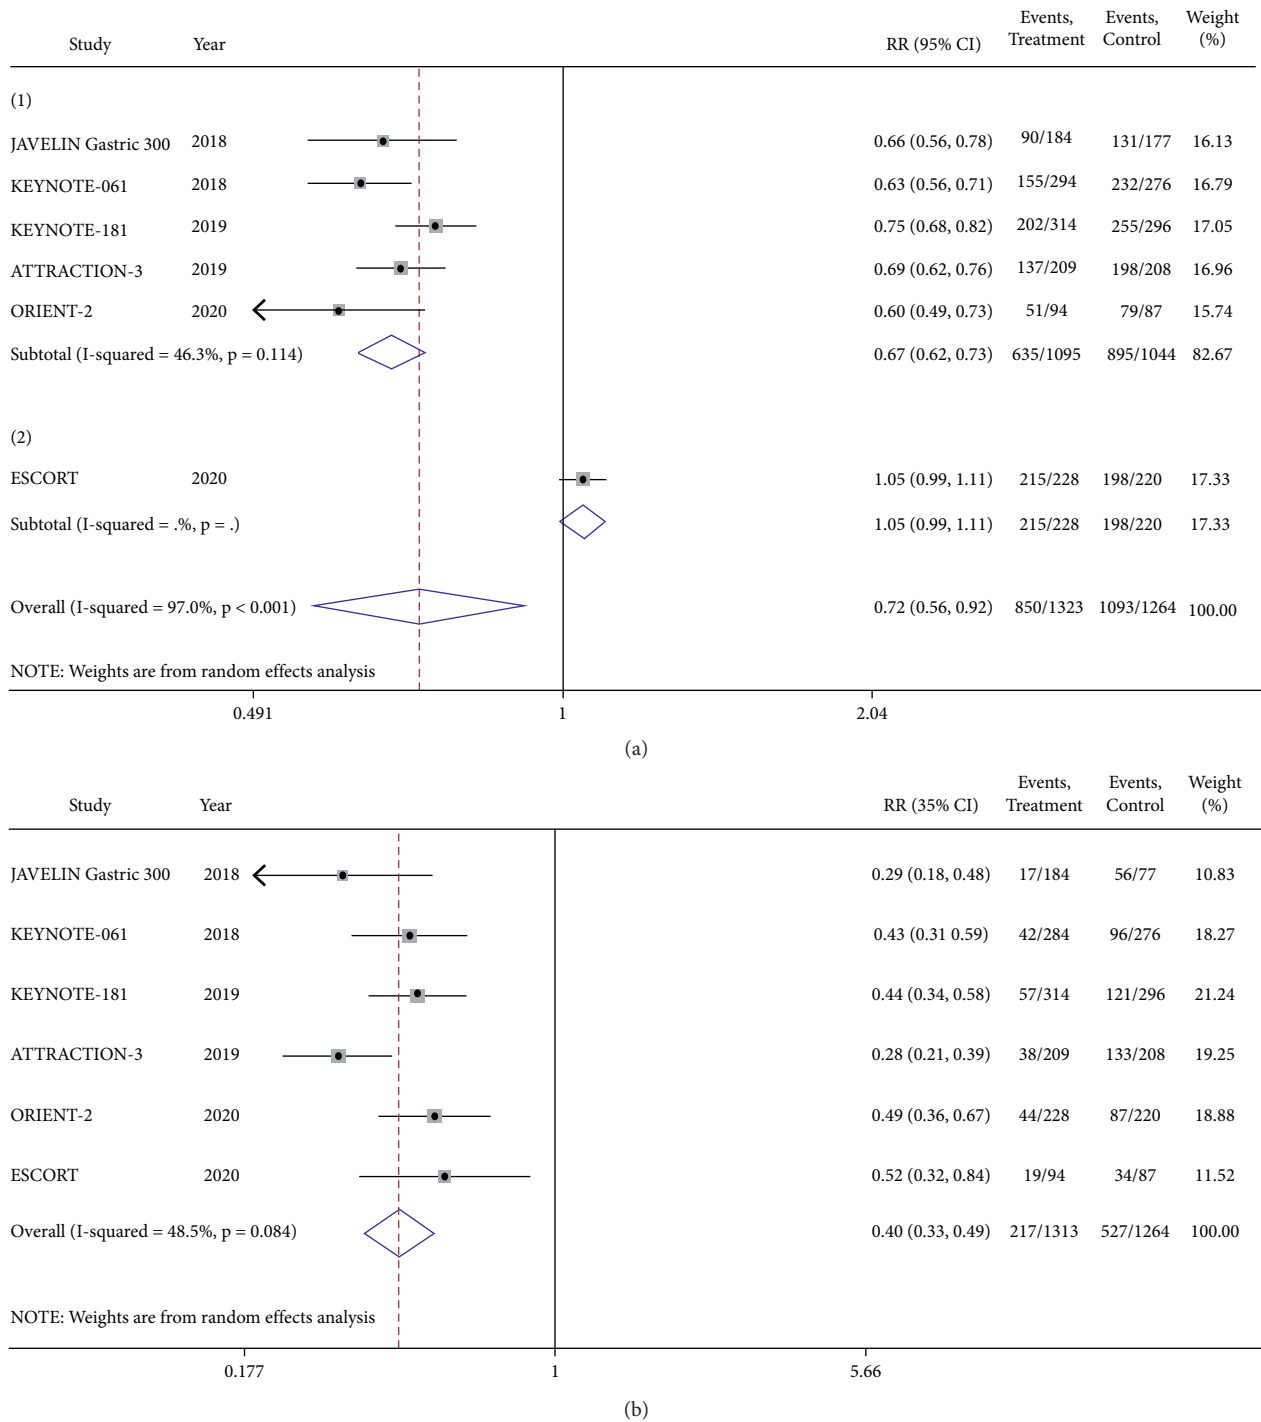 Study Year RR (95% CI) Events, Treatment Events, Control Weight (%)
(1)
JAVELIN Gastric 300 2018 0.66 (0.56, 0.78) 90/184 131/177 16.13
KEYNOTE-061 2018 0.63 (0.56, 0.71) 155/294 232/276 16.79
KEYNOTE-181 2019 0.75 (0.68, 0.82) 202/314 255/296 17.05
ATTRACTION-3 2019 0.69 (0.62, 0.76) 137/209 198/208 16.96
ORIENT-2 2020 0.60 (0.49, 0.73) 51/94 79/87 15.74
Subtotal (I-squared = 46.3%, p = 0.114) 0.67 (0.62, 0.73) 635/1095 895/1044 82.67
(2)
ESCORT 2020 1.05 (0.99, 1.11) 215/228 198/220 17.33
Subtotal (I-squared = .%, p = .) 1.05 (0.99, 1.11) 215/228 198/220 17.33
Overall (I-squared = 97.0%, p < 0.001) 0.72 (0.56, 0.92) 850/1323 1093/1264 100.00
NOTE: Weights are from random effects analysis
0.491 1 2.04
(a)
Study Year RR (35% CI) Events, Treatment Events, Control Weight (%)
JAVELIN Gastric 300 2018 0.29 (0.18, 0.48) 17/184 56/77 10.83
KEYNOTE-061 2018 0.43 (0.31 0.59) 42/284 96/276 18.27
KEYNOTE-181 2019 0.44 (0.34, 0.58) 57/314 121/296 21.24
ATTRACTION-3 2019 0.28 (0.21, 0.39) 38/209 133/208 19.25
ORIENT-2 2020 0.49 (0.36, 0.67) 44/228 87/220 18.88
ESCORT 2020 0.52 (0.32, 0.84) 19/94 34/87 11.52
Overall (I-squared = 48.5%, p = 0.084) 0.40 (0.33, 0.49) 217/1313 527/1264 100.00
NOTE: Weights are from random effects analysis
0.177 1 5.66
(b)